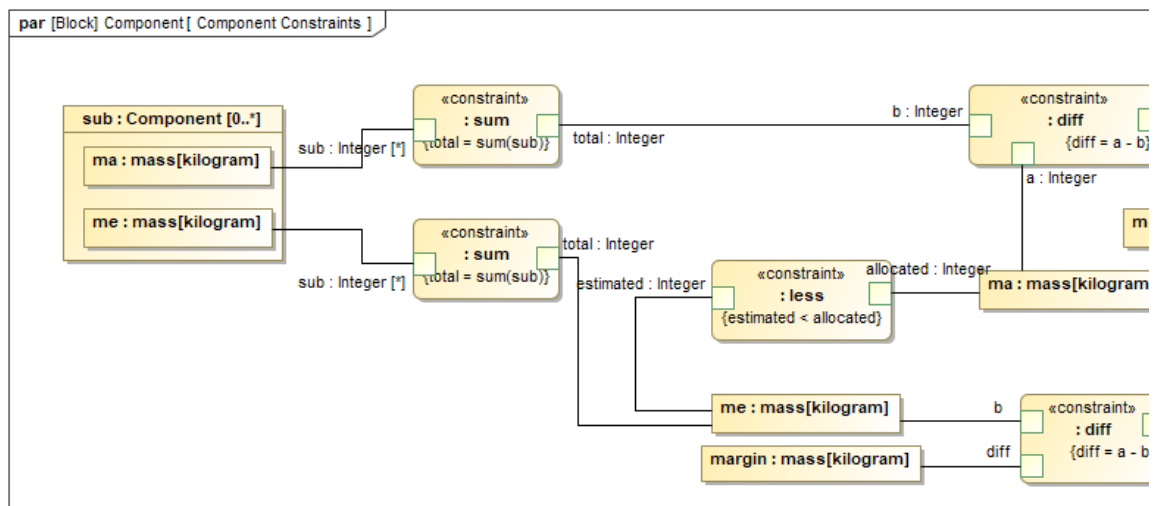 par [Block] Component [ Component Constraints ]
«constraint»
: sum
{total = sum(sub)}
sub : Integer [*]
total : Integer
b : Integer
«constraint»
: diff
{diff = a - b}
a : Integer
sub : Component [0..*]
ma : mass[kilogram]
me : mass[kilogram]
«constraint»
: sum
{total = sum(sub)}
sub : Integer [*]
total : Integer
estimated : Integer
«constraint»
: less
{estimated < allocated}
allocated : Integer
m
ma : mass[kilogram
me : mass[kilogram]
b
margin : mass[kilogram]
diff
«constraint»
: diff
{diff = a - b